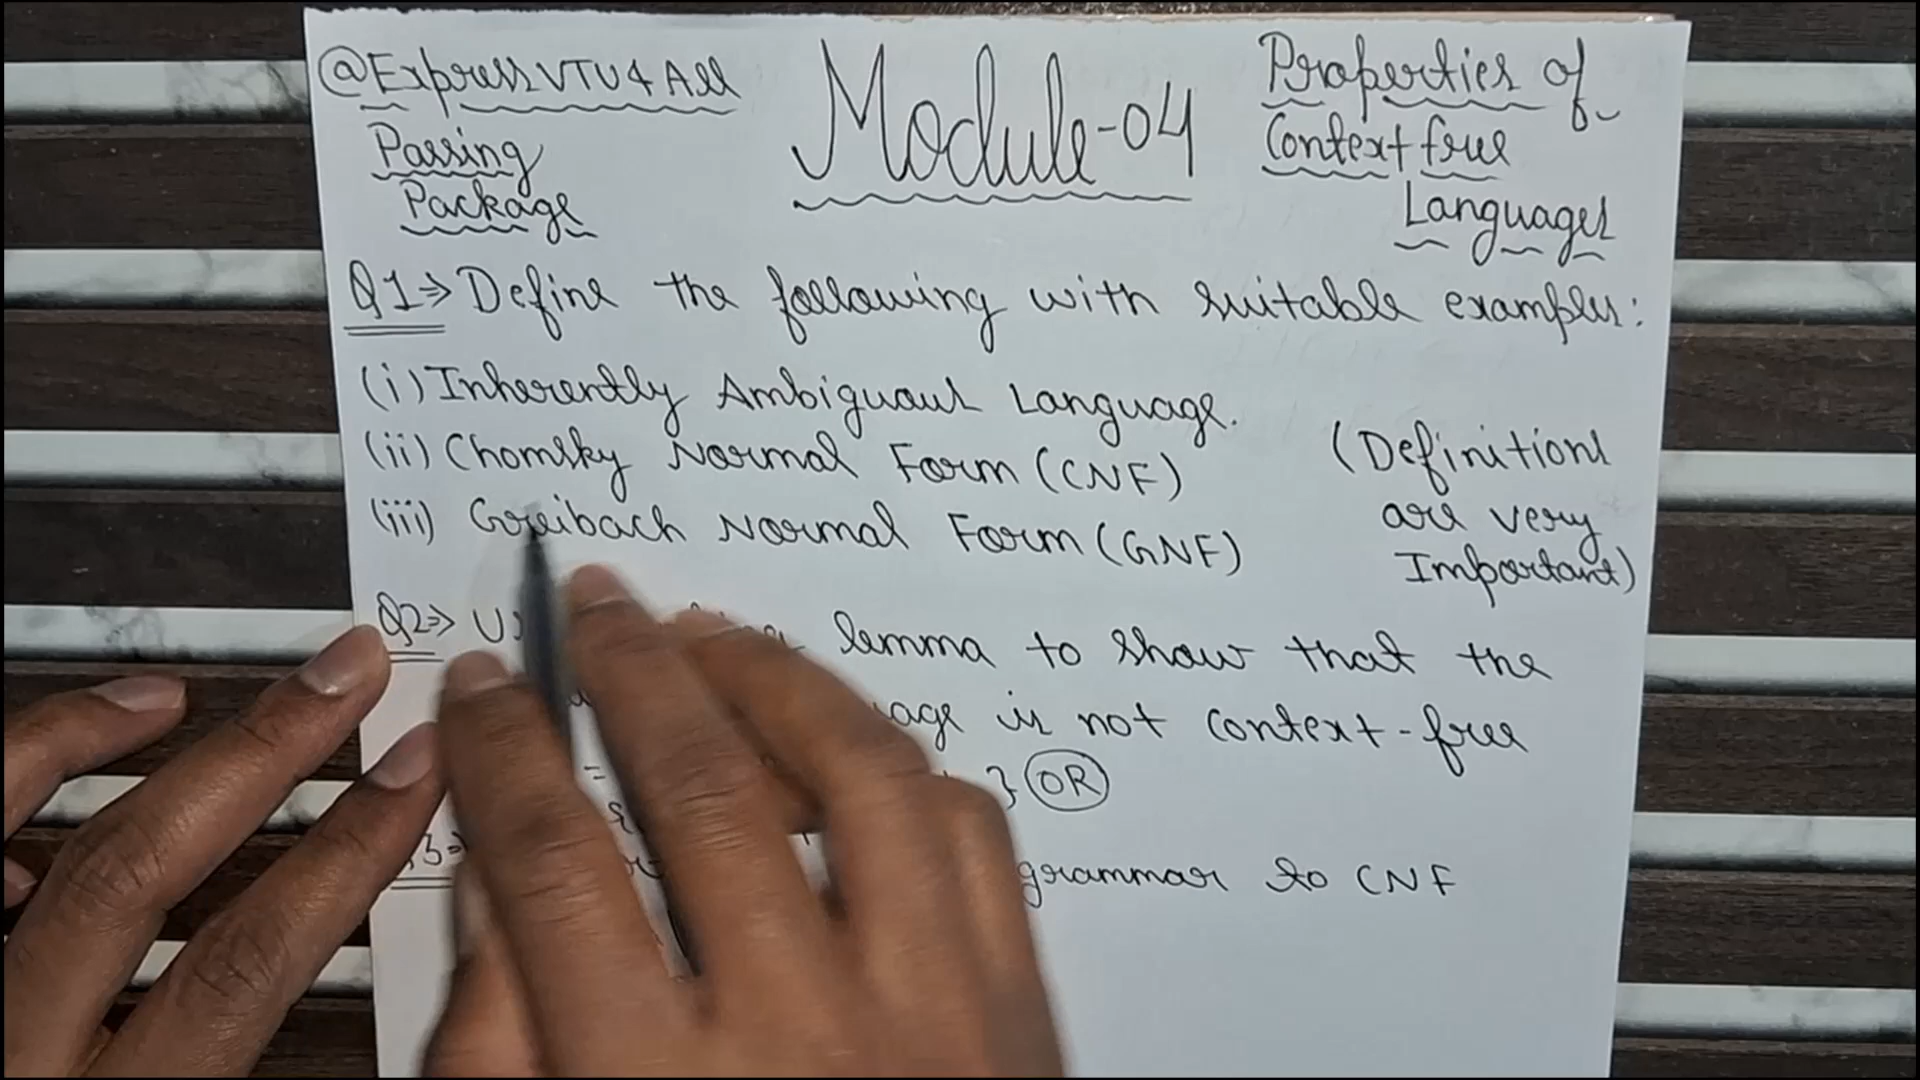 @ExpressVTU4All
Passing
Package
Module-04
Properties of
Context free
Languages
Q1⇒ Define the following with suitable examples:
(i) Inherently Ambiguous Language.
(ii) Chomsky Normal Form (CNF)
(iii) Greibach Normal Form (GNF)
(Definitions
are very
Important)
Q2⇒ lemma to show that the
is not context-free
= } OR
grammar to CNF